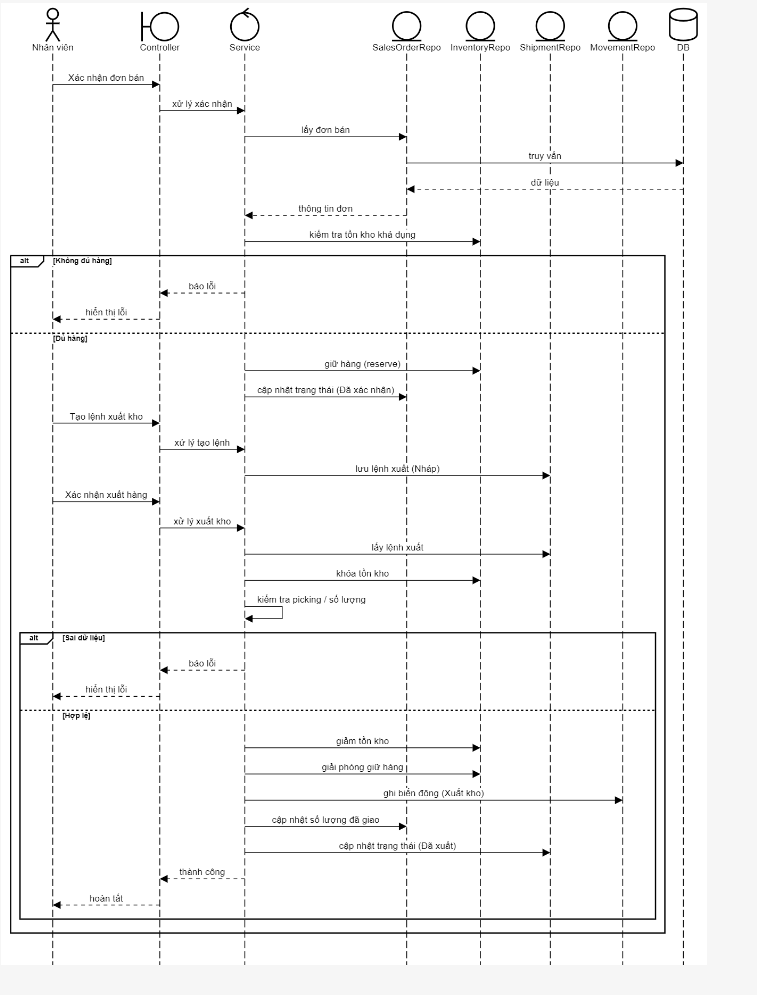 Nhân viên Controller Service SalesOrderRepo InventoryRepo ShipmentRepo MovementRepo DB
Xác nhận đơn bán
xử lý xác nhận
lấy đơn bán
truy vấn
dữ liệu
thông tin đơn
kiểm tra tồn kho khả dụng
alt [Không đủ hàng]
báo lỗi
hiển thị lỗi
[Đủ hàng]
giữ hàng (reserve)
cập nhật trạng thái (Đã xác nhận)
Tạo lệnh xuất kho
xử lý tạo lệnh
lưu lệnh xuất (Nháp)
Xác nhận xuất hàng
xử lý xuất kho
lấy lệnh xuất
khóa tồn kho
kiểm tra picking / số lượng
alt [Sai dữ liệu]
báo lỗi
hiển thị lỗi
[Hợp lệ]
giảm tồn kho
giải phóng giữ hàng
ghi biến động (Xuất kho)
cập nhật số lượng đã giao
cập nhật trạng thái (Đã xuất)
thành công
hoàn tất